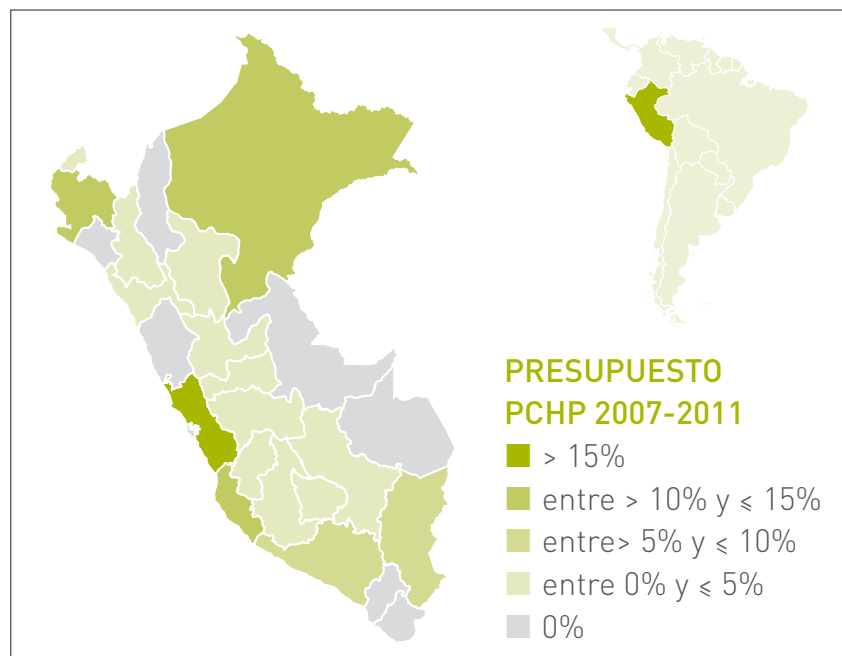 PRESUPUESTO
PCHP 2007-2011
> 15%
entre > 10% y ⩽ 15%
entre> 5% y ⩽ 10%
entre 0% y ⩽ 5%
0%